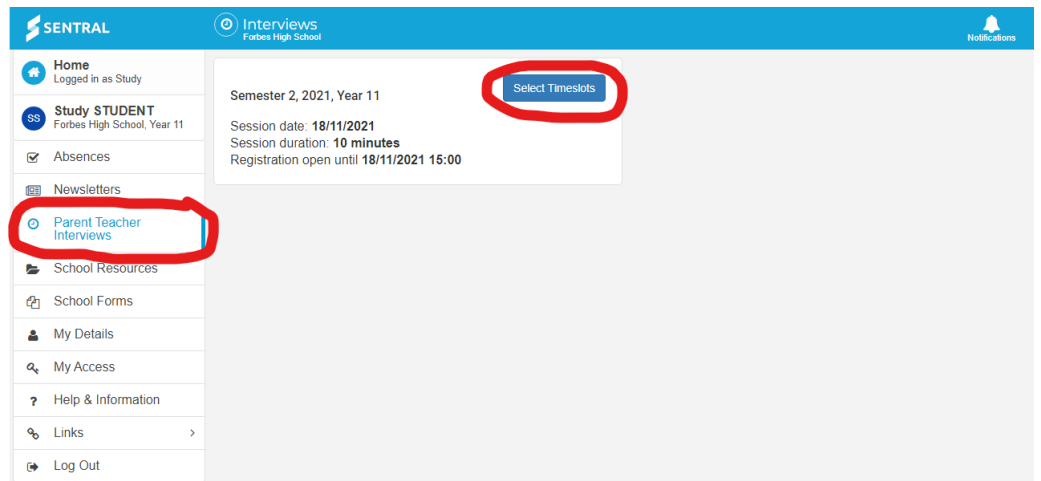 SENTRAL
Interviews
Forbes High School
Notifications
Home
Logged in as Study
SS
Study STUDENT
Forbes High School, Year 11
Absences
Newsletters
Parent Teacher
Interviews
School Resources
School Forms
My Details
My Access
? Help & Information
Links >
Log Out
Semester 2, 2021, Year 11
Select Timeslots
Session date: 18/11/2021
Session duration: 10 minutes
Registration open until 18/11/2021 15:00